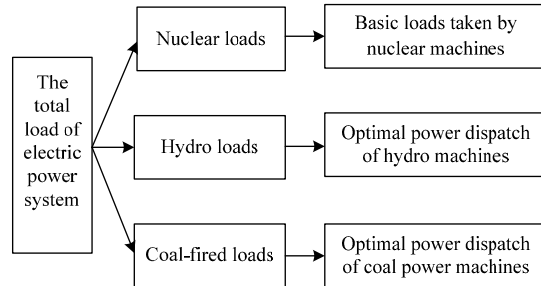 The
total
load of
electric
power
system
Nuclear loads
Basic loads taken by
nuclear machines
Hydro loads
Optimal power dispatch
of hydro machines
Coal-fired loads
Optimal power dispatch
of coal power machines